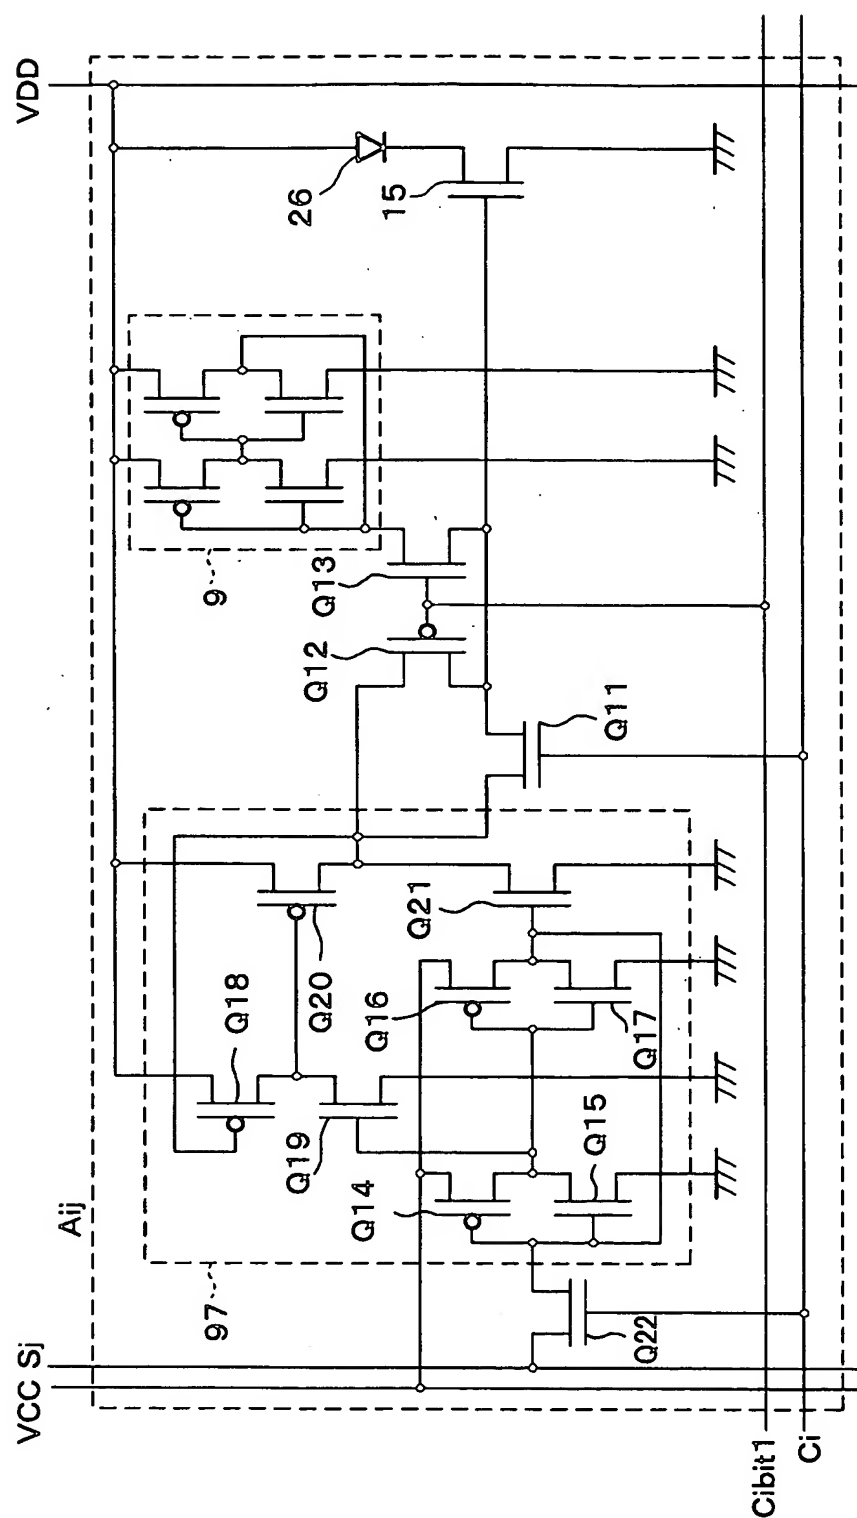 VCC Sj
Aij
VDD
97
Q18
Q20
Q19
Q14
Q16
Q21
Q15
Q17
Q22
Q12
Q13
Q11
9
26
15
Cibit1
Ci